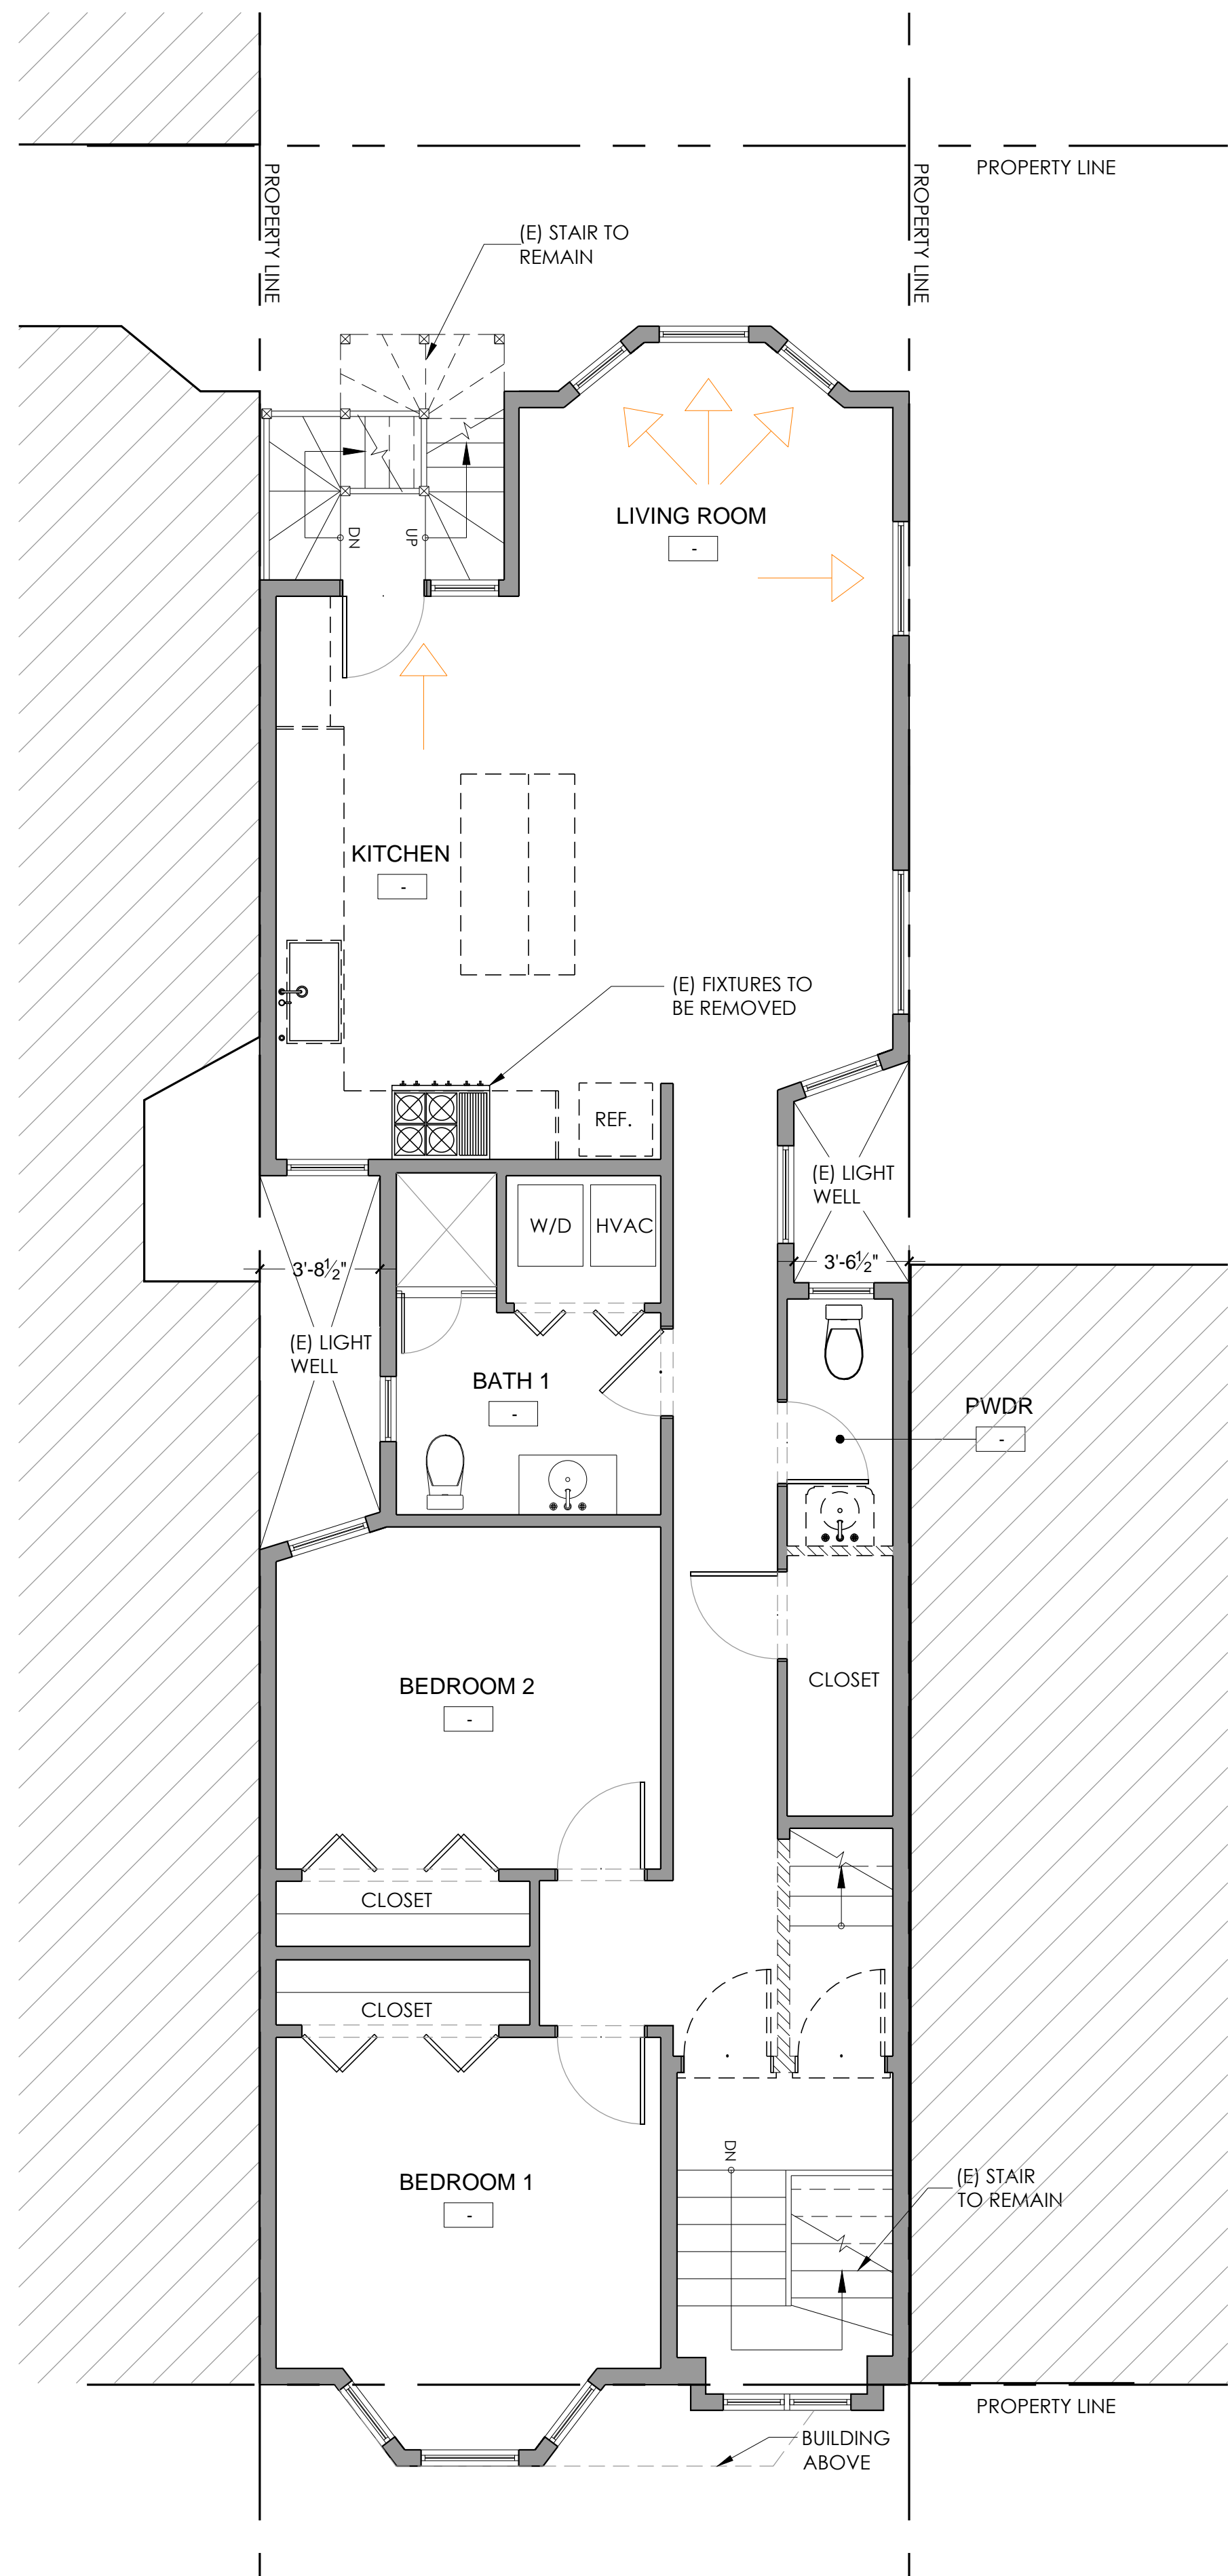 PROPERTY LINE
PROPERTY LINE
PROPERTY LINE
(E) STAIR TO
REMAIN
LIVING ROOM
-
DN
UP
KITCHEN
-
(E) FIXTURES TO
BE REMOVED
REF.
(E) LIGHT
WELL
W/D
HVAC
3'-8½"
3'-6½"
(E) LIGHT
WELL
BATH 1
-
PWDR
-
CLOSET
BEDROOM 2
-
CLOSET
CLOSET
DN
BEDROOM 1
-
(E) STAIR
TO REMAIN
PROPERTY LINE
BUILDING
ABOVE